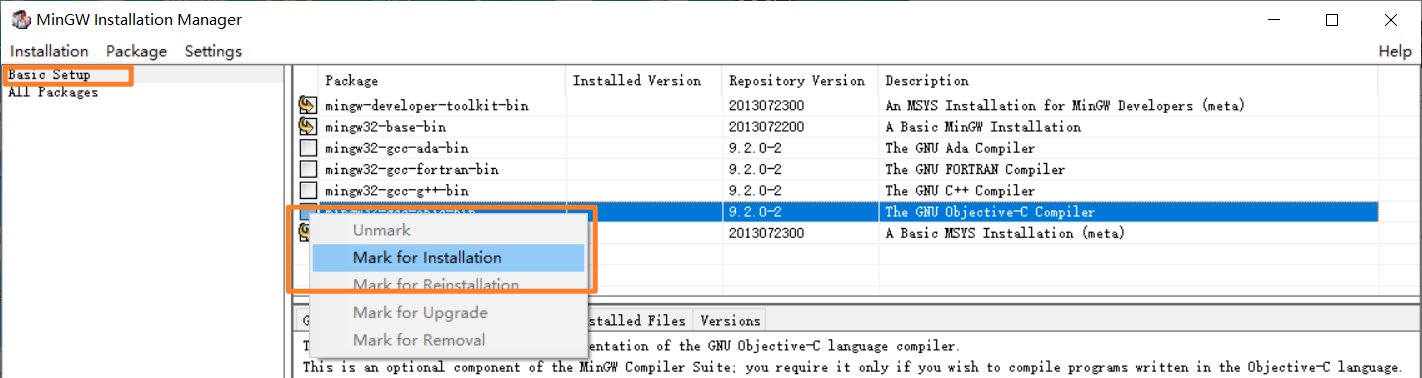 MinGW Installation Manager
Installation Package Settings Help
Basic Setup
All Packages
Package Installed Version Repository Version Description
mingw-developer-toolkit-bin 2013072300 An MSYS Installation for MinGW Developers (meta)
mingw32-base-bin 2013072200 A Basic MinGW Installation
mingw32-gcc-ada-bin 9.2.0-2 The GNU Ada Compiler
mingw32-gcc-fortran-bin 9.2.0-2 The GNU FORTRAN Compiler
mingw32-gcc-g++-bin 9.2.0-2 The GNU C++ Compiler
mingw32-gcc-objc-bin 9.2.0-2 The GNU Objective-C Compiler
2013072300 A Basic MSYS Installation (meta)
Unmark
Mark for Installation
Mark for Reinstallation
Mark for Upgrade
Mark for Removal
stalled Files Versions
entation of the GNU Objective-C language compiler.
This is an optional component of the MinGW Compiler Suite; you require it only if you wish to compile programs written in the Objective-C language.